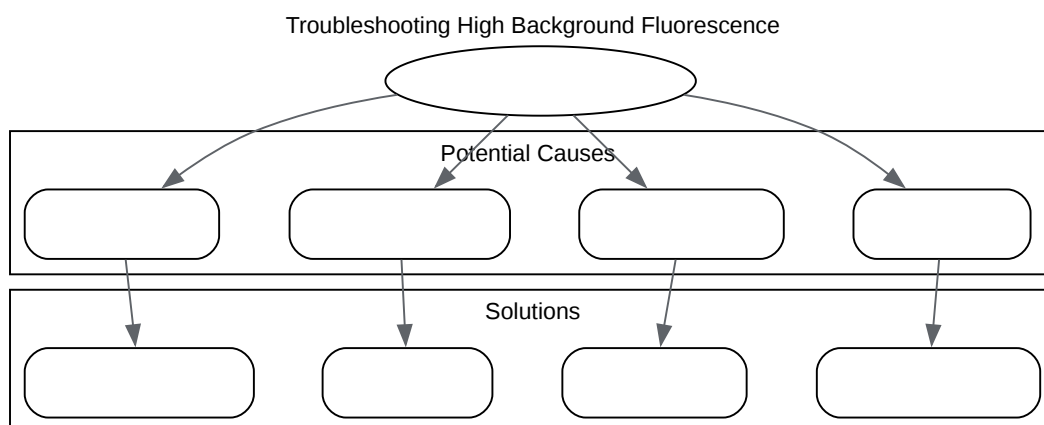 Troubleshooting High Background Fluorescence
Potential Causes
Solutions